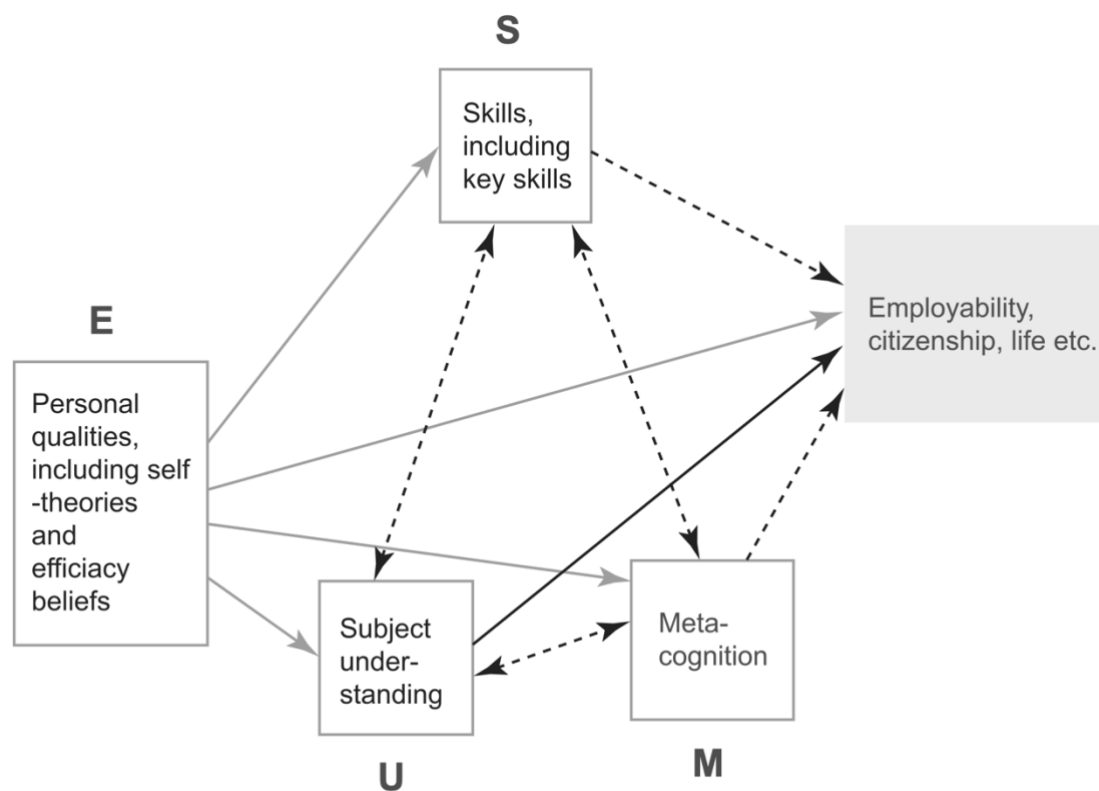 S
Skills,
including
key skills
Employability,
citizenship, life etc.
E
Personal
qualities,
including self
-theories
and
efficiacy
beliefs
Subject
under-
standing
U
Meta-
cognition
M